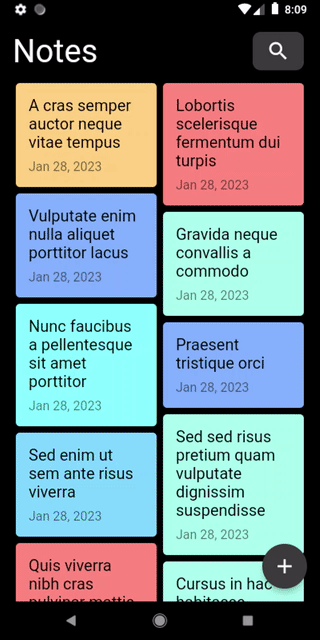 8:09
Notes
A cras semper
auctor neque
vitae tempus
Jan 28, 2023
Lobortis
scelerisque
fermentum dui
turpis
Jan 28, 2023
Vulputate enim
nulla aliquet
porttitor lacus
Jan 28, 2023
Gravida neque
convallis a
commodo
Jan 28, 2023
Nunc faucibus
a pellentesque
sit amet
porttitor
Jan 28, 2023
Praesent
tristique orci
Jan 28, 2023
Sed enim ut
sem ante risus
viverra
Jan 28, 2023
Sed sed risus
pretium quam
vulputate
dignissim
suspendisse
Jan 28, 2023
Quis viverra
nibh cras
pulvinar mattis
Cursus in hac
habitasse